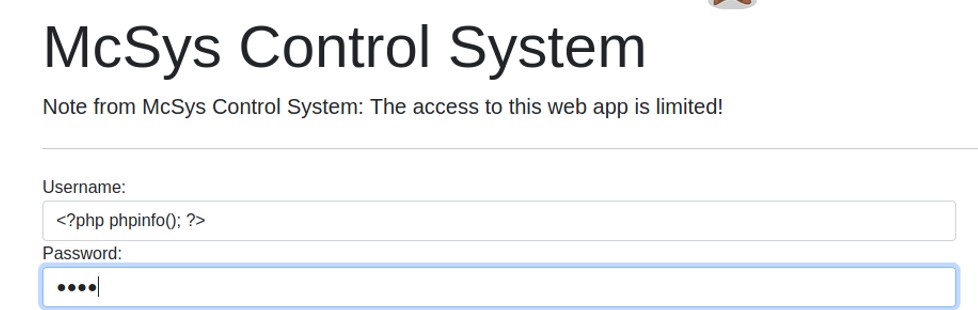 McSys Control System
Note from McSys Control System: The access to this web app is limited!
Username:
<?php phpinfo(); ?>
Password:
••••